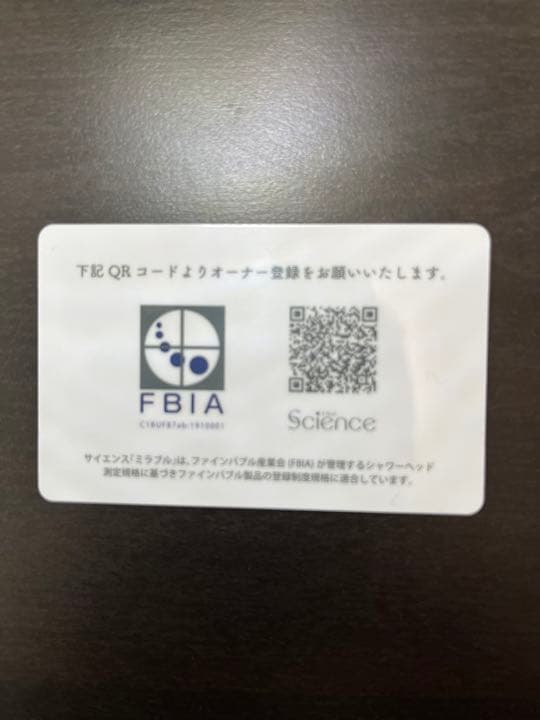 下記QRコードよりオーナー登録をお願いいたします。
FBIA
C16UFB7sb:1910001
Science
サイエンス「ミラブル」は、ファインバブル産業会(FBIA)が管理するシャワーヘッド
測定規格に基づきファインバブル製品の登録制度規格に適合しています。